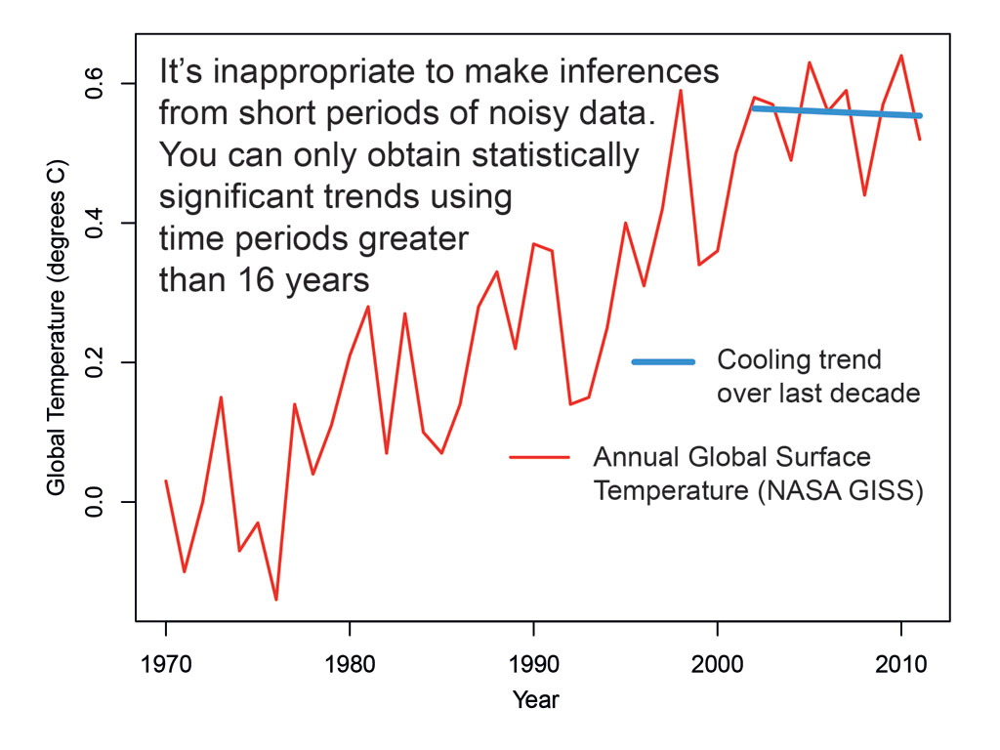 It’s inappropriate to make inferences
from short periods of noisy data.
You can only obtain statistically
significant trends using
time periods greater
than 16 years
Global Temperature (degrees C)
0.6
0.4
0.2
0.0
Cooling trend
over last decade
Annual Global Surface
Temperature (NASA GISS)
1970 1980 1990 2000 2010
Year